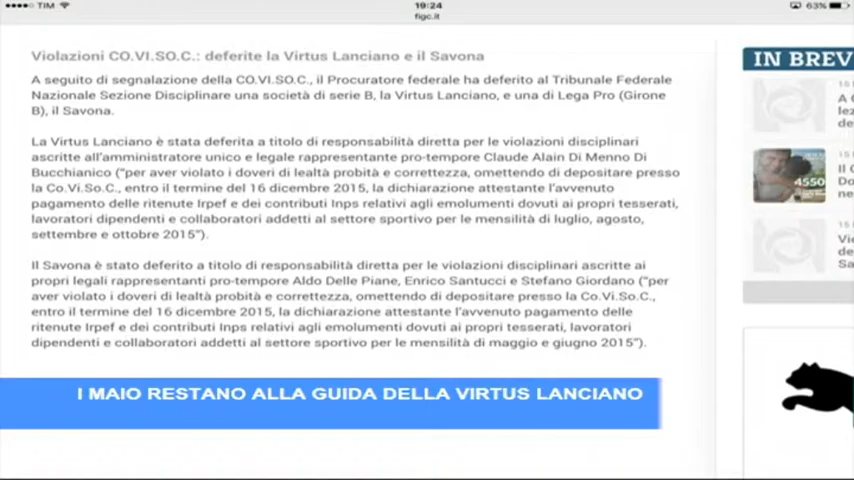 TIM
19:24
63%
figc.it
Violazioni CO.VI.SO.C.: deferite la Virtus Lanciano e il Savona
A seguito di segnalazione della CO.VI.SO.C., il Procuratore federale ha deferito al Tribunale Federale
Nazionale Sezione Disciplinare una società di serie B, la Virtus Lanciano, e una di Lega Pro (Girone
B), il Savona.
La Virtus Lanciano è stata deferita a titolo di responsabilità diretta per le violazioni disciplinari
ascritte all'amministratore unico e legale rappresentante pro-tempore Claude Alain Di Menno Di
Bucchianico ("per aver violato i doveri di lealtà probità e correttezza, omettendo di depositare presso
la Co.Vi.So.C., entro il termine del 16 dicembre 2015, la dichiarazione attestante l'avvenuto
pagamento delle ritenute Irpef e dei contributi Inps relativi agli emolumenti dovuti ai propri tesserati,
lavoratori dipendenti e collaboratori addetti al settore sportivo per le mensilità di luglio, agosto,
settembre e ottobre 2015").
Il Savona è stato deferito a titolo di responsabilità diretta per le violazioni disciplinari ascritte ai
propri legali rappresentanti pro-tempore Aldo Delle Piane, Enrico Santucci e Stefano Giordano ("per
aver violato i doveri di lealtà probità e correttezza, omettendo di depositare presso la Co.Vi.So.C.,
entro il termine del 16 dicembre 2015, la dichiarazione attestante l'avvenuto pagamento delle
ritenute Irpef e dei contributi Inps relativi agli emolumenti dovuti ai propri tesserati, lavoratori
dipendenti e collaboratori addetti al settore sportivo per le mensilità di maggio e giugno 2015").
I MAIO RESTANO ALLA GUIDA DELLA VIRTUS LANCIANO
IN BREV
A
lez
de
4550
Il
Do
ne
Vi
de
Sa